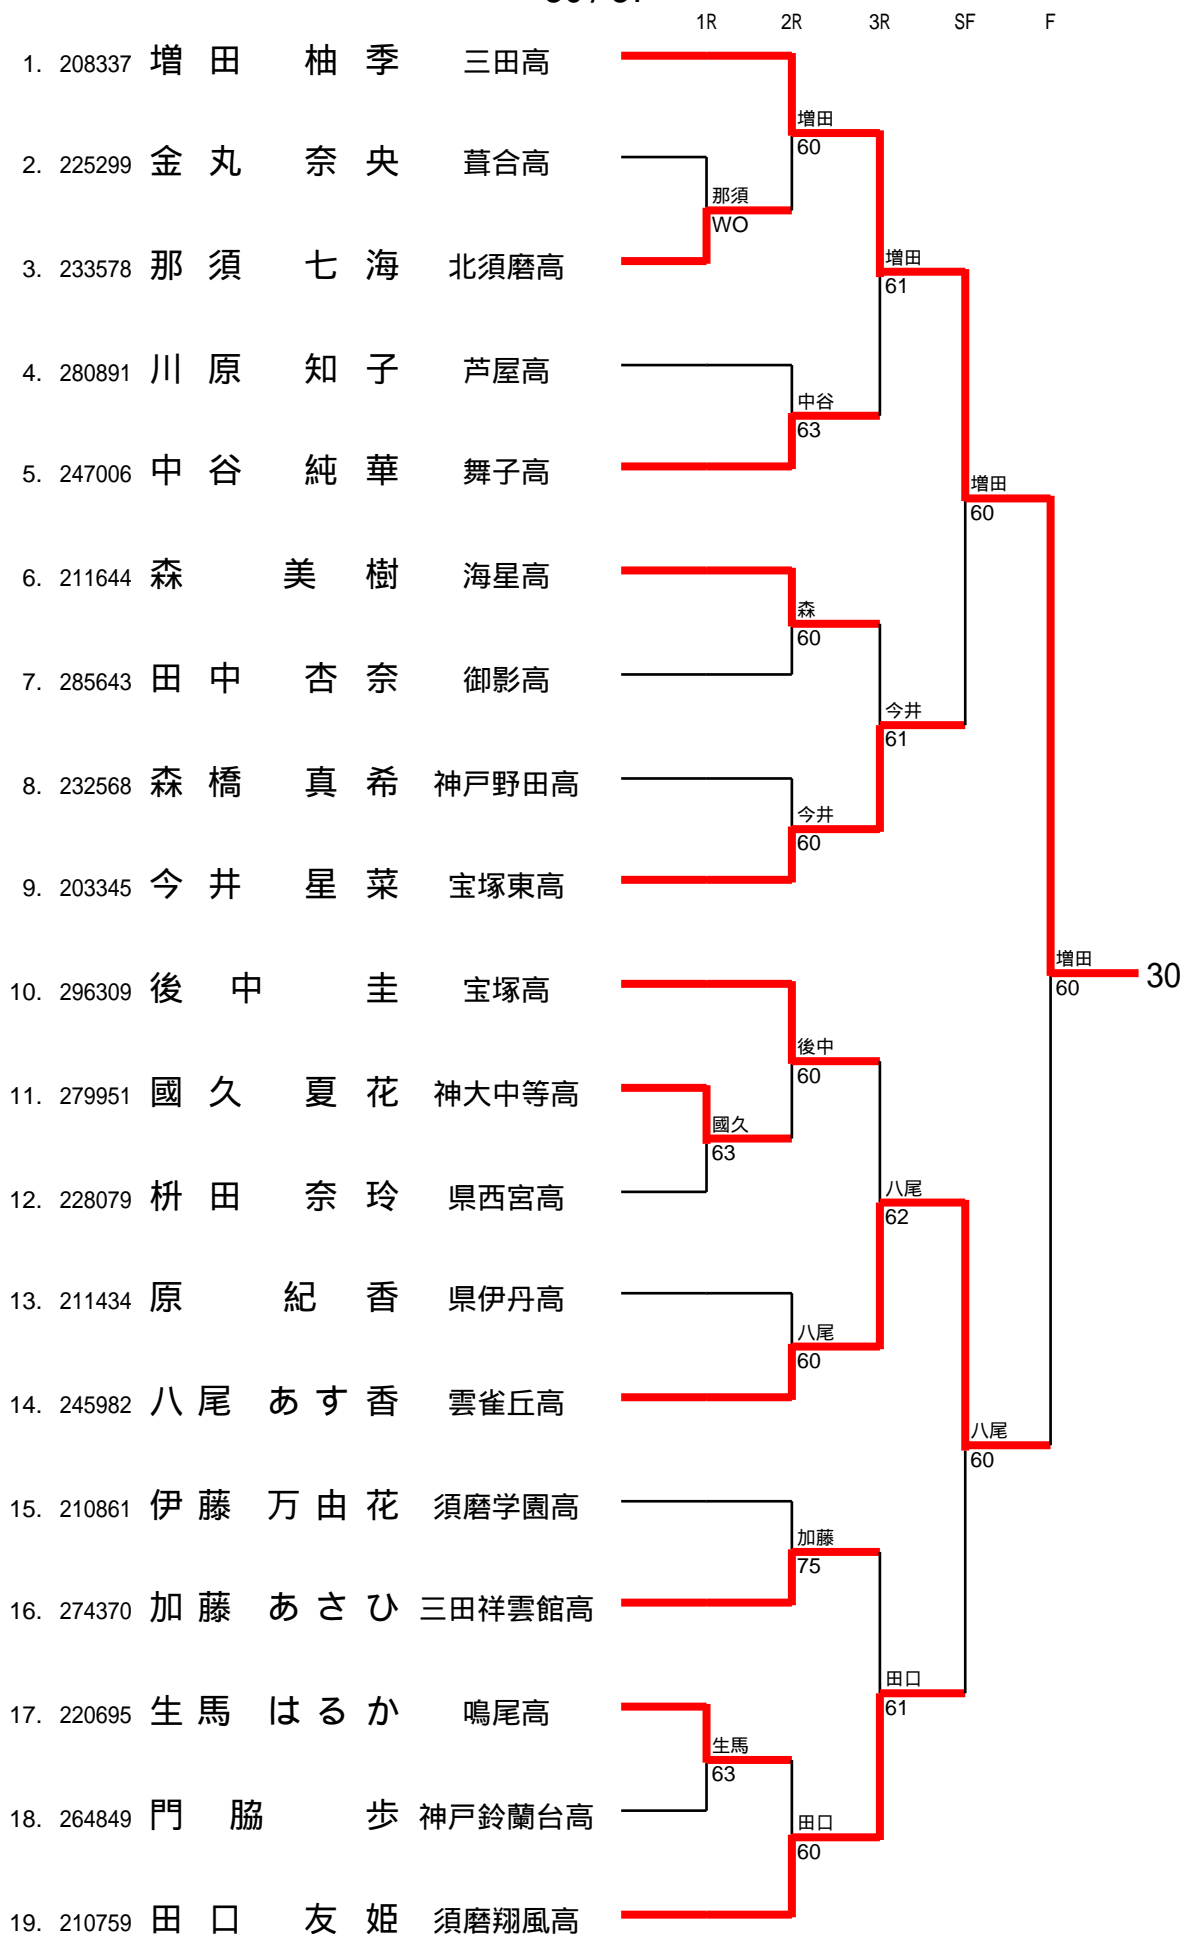 1R 2R 3R SF F
1. 208337 増田 柚季 三田高
増田
60
2. 225299 金丸 奈央 葺合高
那須
WO
3. 233578 那須 七海 北須磨高
増田
61
4. 280891 川原 知子 芦屋高
中谷
63
5. 247006 中谷 純華 舞子高
増田
60
6. 211644 森 美樹 海星高
森
60
7. 285643 田中 杏奈 御影高
今井
61
8. 232568 森橋 真希 神戸野田高
今井
60
9. 203345 今井 星菜 宝塚東高
増田
60
30
10. 296309 後中 圭 宝塚高
後中
60
11. 279951 國久 夏花 神大中等高
國久
63
12. 228079 枡田 奈玲 県西宮高
八尾
62
13. 211434 原 紀香 県伊丹高
八尾
60
14. 245982 八尾 あす香 雲雀丘高
八尾
60
15. 210861 伊藤 万由花 須磨学園高
加藤
75
16. 274370 加藤 あさひ 三田祥雲館高
田口
61
17. 220695 生馬 はるか 鳴尾高
生馬
63
18. 264849 門脇 歩 神戸鈴蘭台高
田口
60
19. 210759 田口 友姫 須磨翔風高